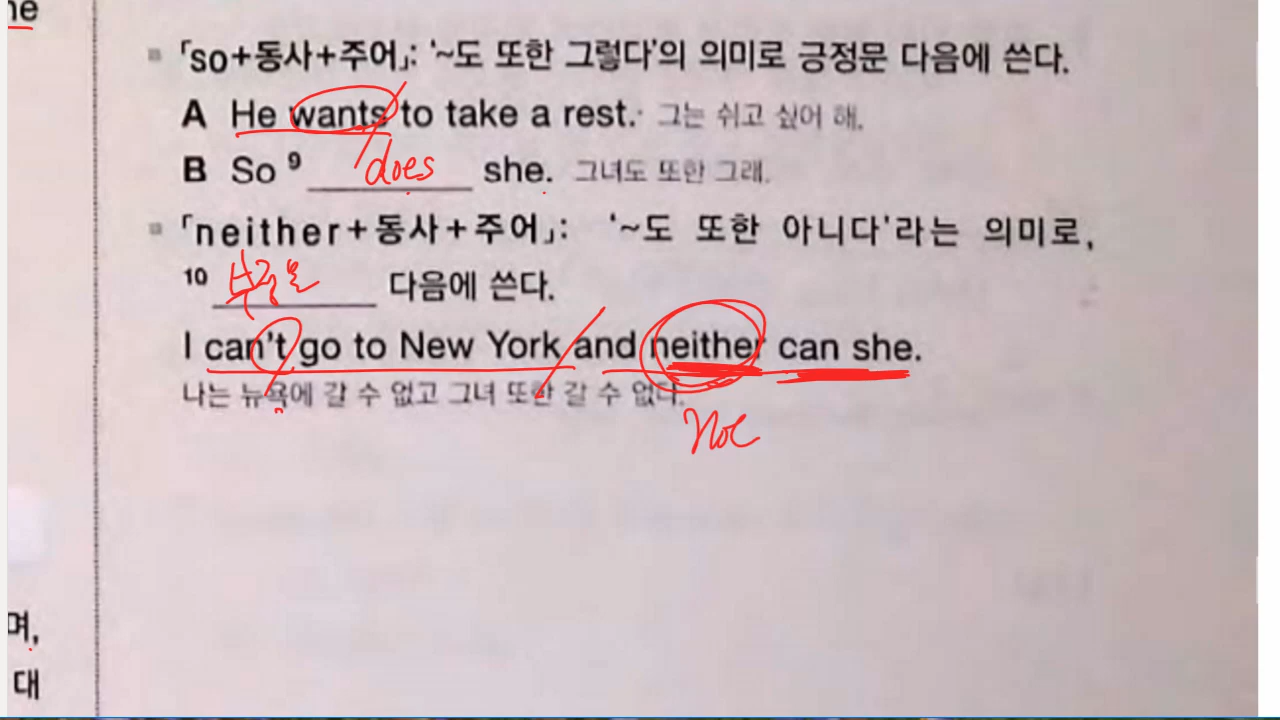 he
「so+동사+주어」: '~도 또한 그렇다'의 의미로 긍정문 다음에 쓴다.
A He wants to take a rest. 그는 쉬고 싶어 해.
B So 9 does she. 그녀도 또한 그래.
「neither+동사+주어」: '~도 또한 아니다'라는 의미로,
10 부정문 다음에 쓴다.
I can't go to New York and neither can she.
나는 뉴욕에 갈 수 없고 그녀 또한 갈 수 없다.
며,
대